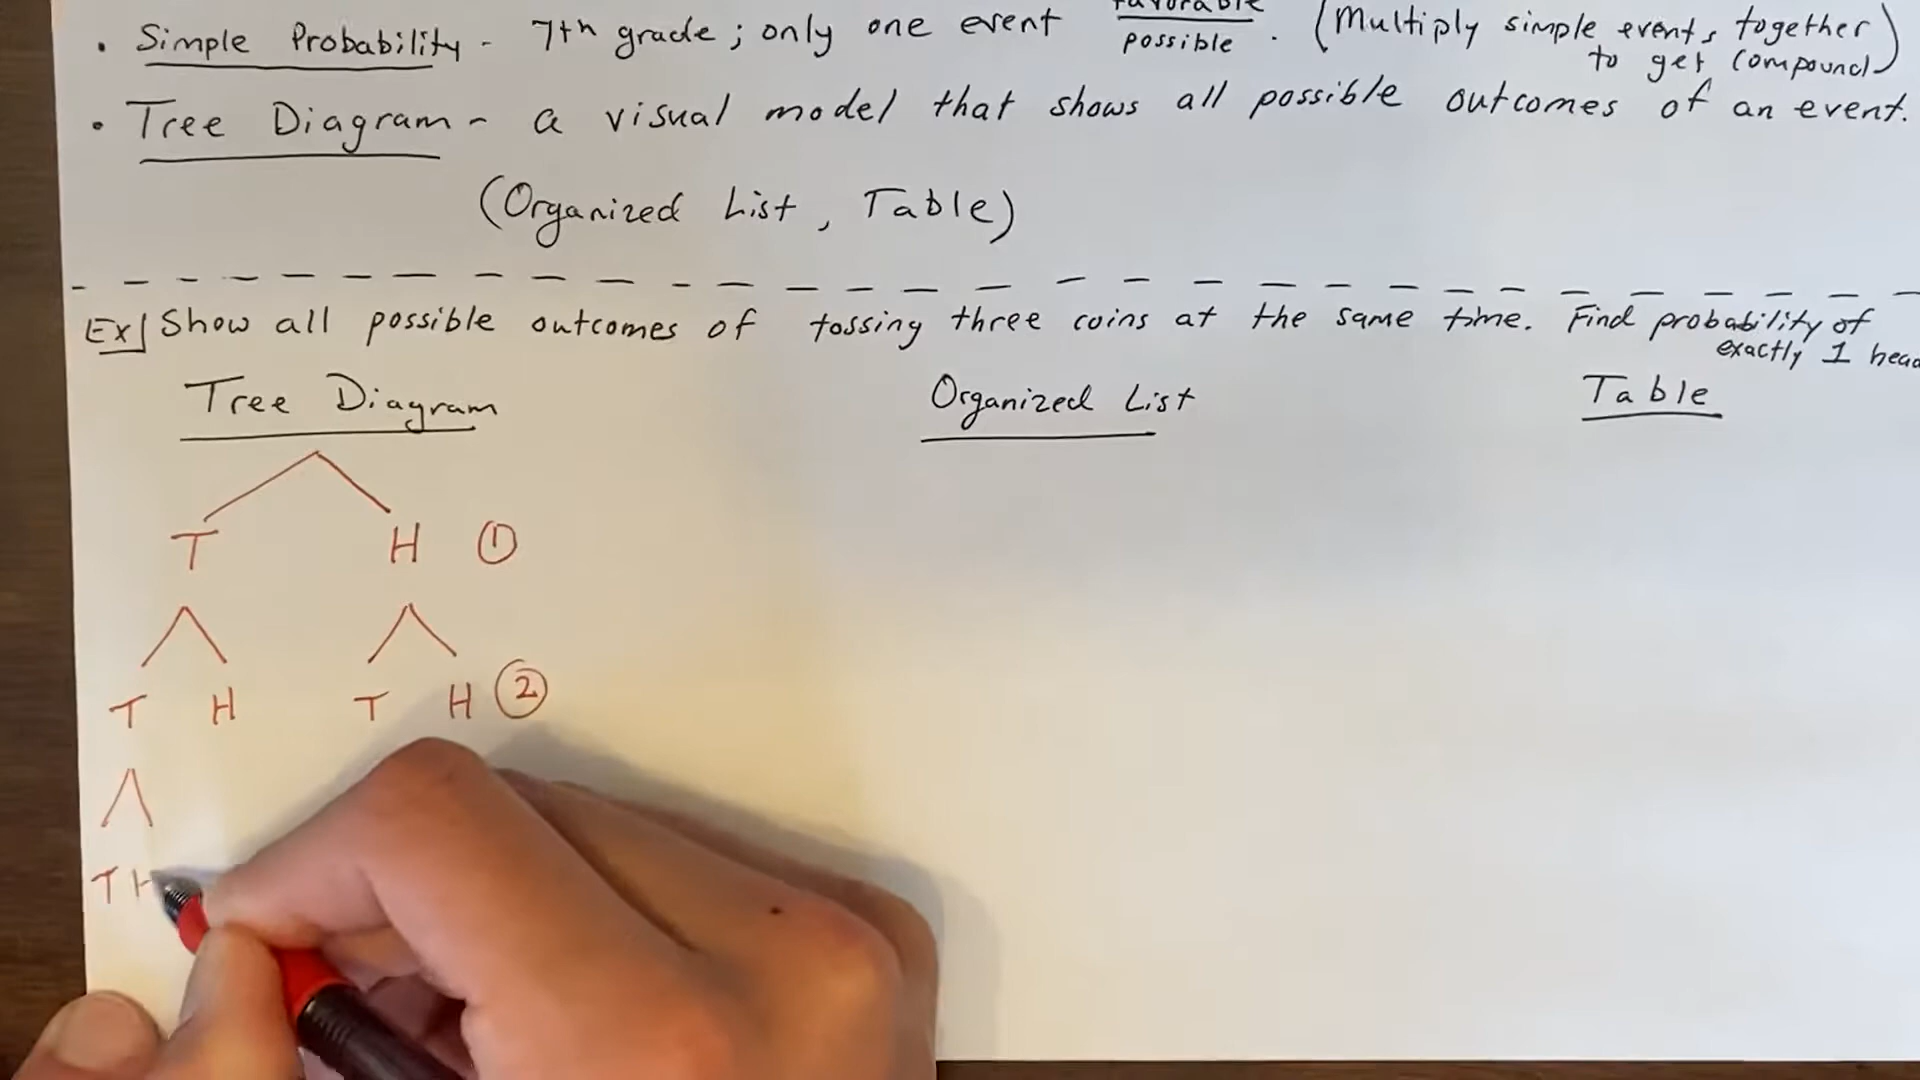 favorable
• Simple Probability - 7th grade; only one event possible. (Multiply simple events together
to get compound)
• Tree Diagram - a visual model that shows all possible outcomes of an event.
(Organized List, Table)
Ex| Show all possible outcomes of tossing three coins at the same time. Find probability of
exactly 1 head
Tree Diagram Organized List Table
T H ①
T H T H ②
T H